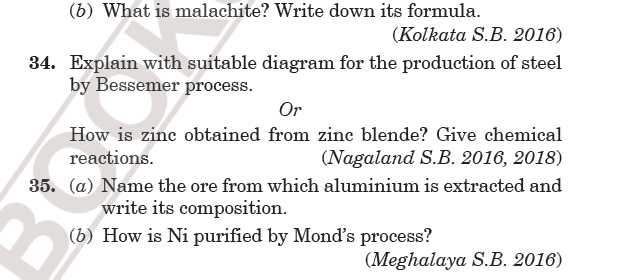 (b) What is malachite? Write down its formula.
(Kolkata S.B. 2016)
34. Explain with suitable diagram for the production of steel
by Bessemer process.
Or
How is zinc obtained from zinc blende? Give chemical
reactions. (Nagaland S.B. 2016, 2018)
35. (a) Name the ore from which aluminium is extracted and
write its composition.
(b) How is Ni purified by Mond's process?
(Meghalaya S.B. 2016)
BOOK